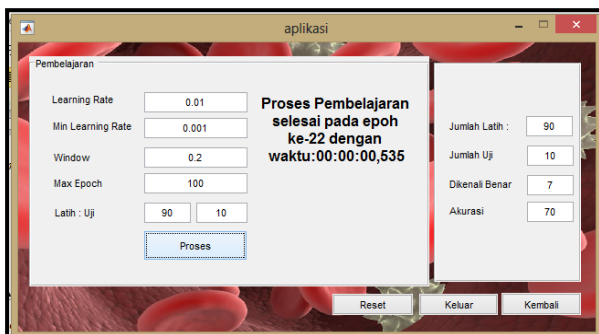 aplikasi
Pembelajaran
Learning Rate 0.01
Min Learning Rate 0.001
Window 0.2
Max Epoch 100
Latih : Uji 90 10
Proses
Proses Pembelajaran
selesai pada epoh
ke-22 dengan
waktu:00:00:00,535
Jumlah Latih : 90
Jumlah Uji 10
Dikenali Benar 7
Akurasi 70
Reset Keluar Kembali